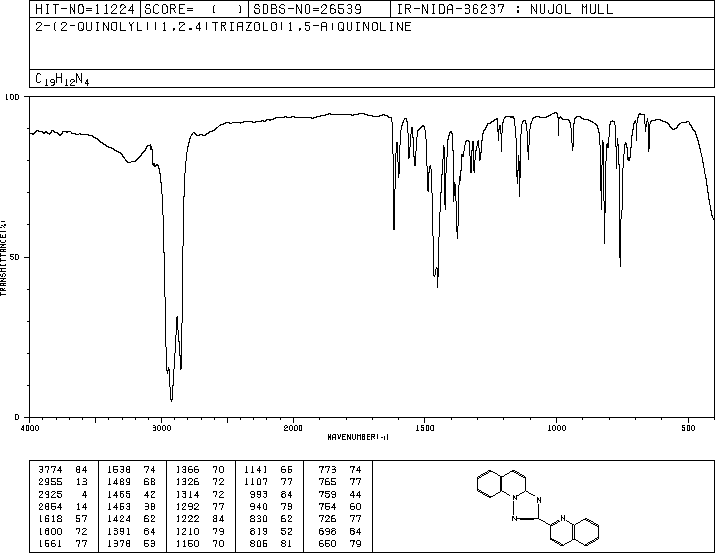 HIT-NO=11224 SCORE= ( ) SDBS-NO=26539 IR-NIDA-36237 : NUJOL MULL
2-(2-QUINOLYL)(1,2,4)TRIAZOLO(1,5-A)QUINOLINE
C19H12N4
100
50
0
TRANSMITTANCE(%)
4000 3000 2000 1500 1000 500
WAVENUMBER(-1)
3774 84 1538 74 1366 70 1141 66 773 74
2955 13 1489 68 1326 72 1107 77 765 77
2925 4 1465 42 1314 72 993 84 759 44
2854 14 1453 38 1292 77 940 79 754 60
1618 57 1424 62 1222 84 830 62 726 77
1600 72 1391 64 1210 79 819 52 698 84
1561 77 1378 53 1150 70 806 81 650 79
N
N
N
N